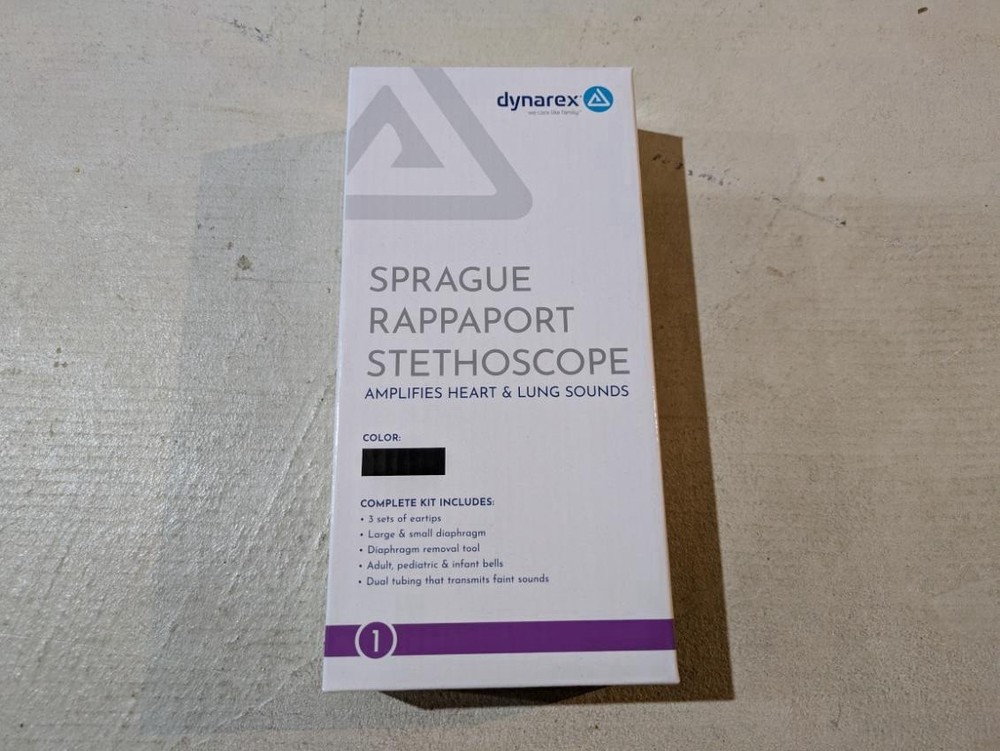 dynarex
we care like family™
SPRAGUE
RAPPAPORT
STETHOSCOPE
AMPLIFIES HEART & LUNG SOUNDS
COLOR:
COMPLETE KIT INCLUDES:
• 3 sets of eartips
• Large & small diaphragm
• Diaphragm removal tool
• Adult, pediatric & infant bells
• Dual tubing that transmits faint sounds
1